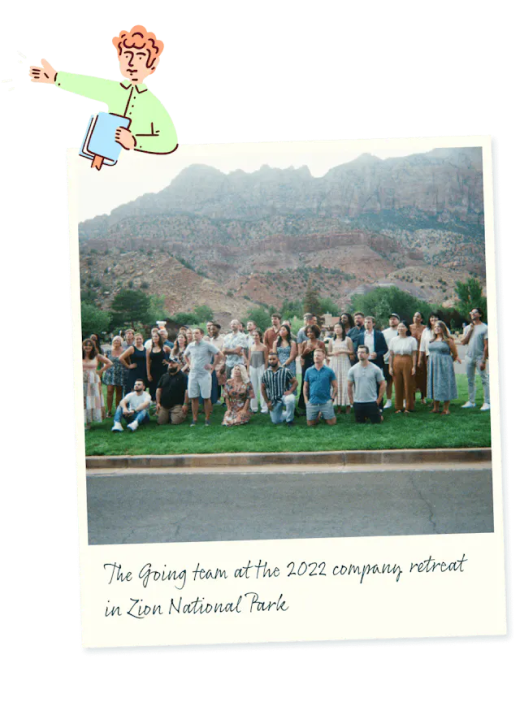 The Going team at the 2022 company retreat
in Zion National Park